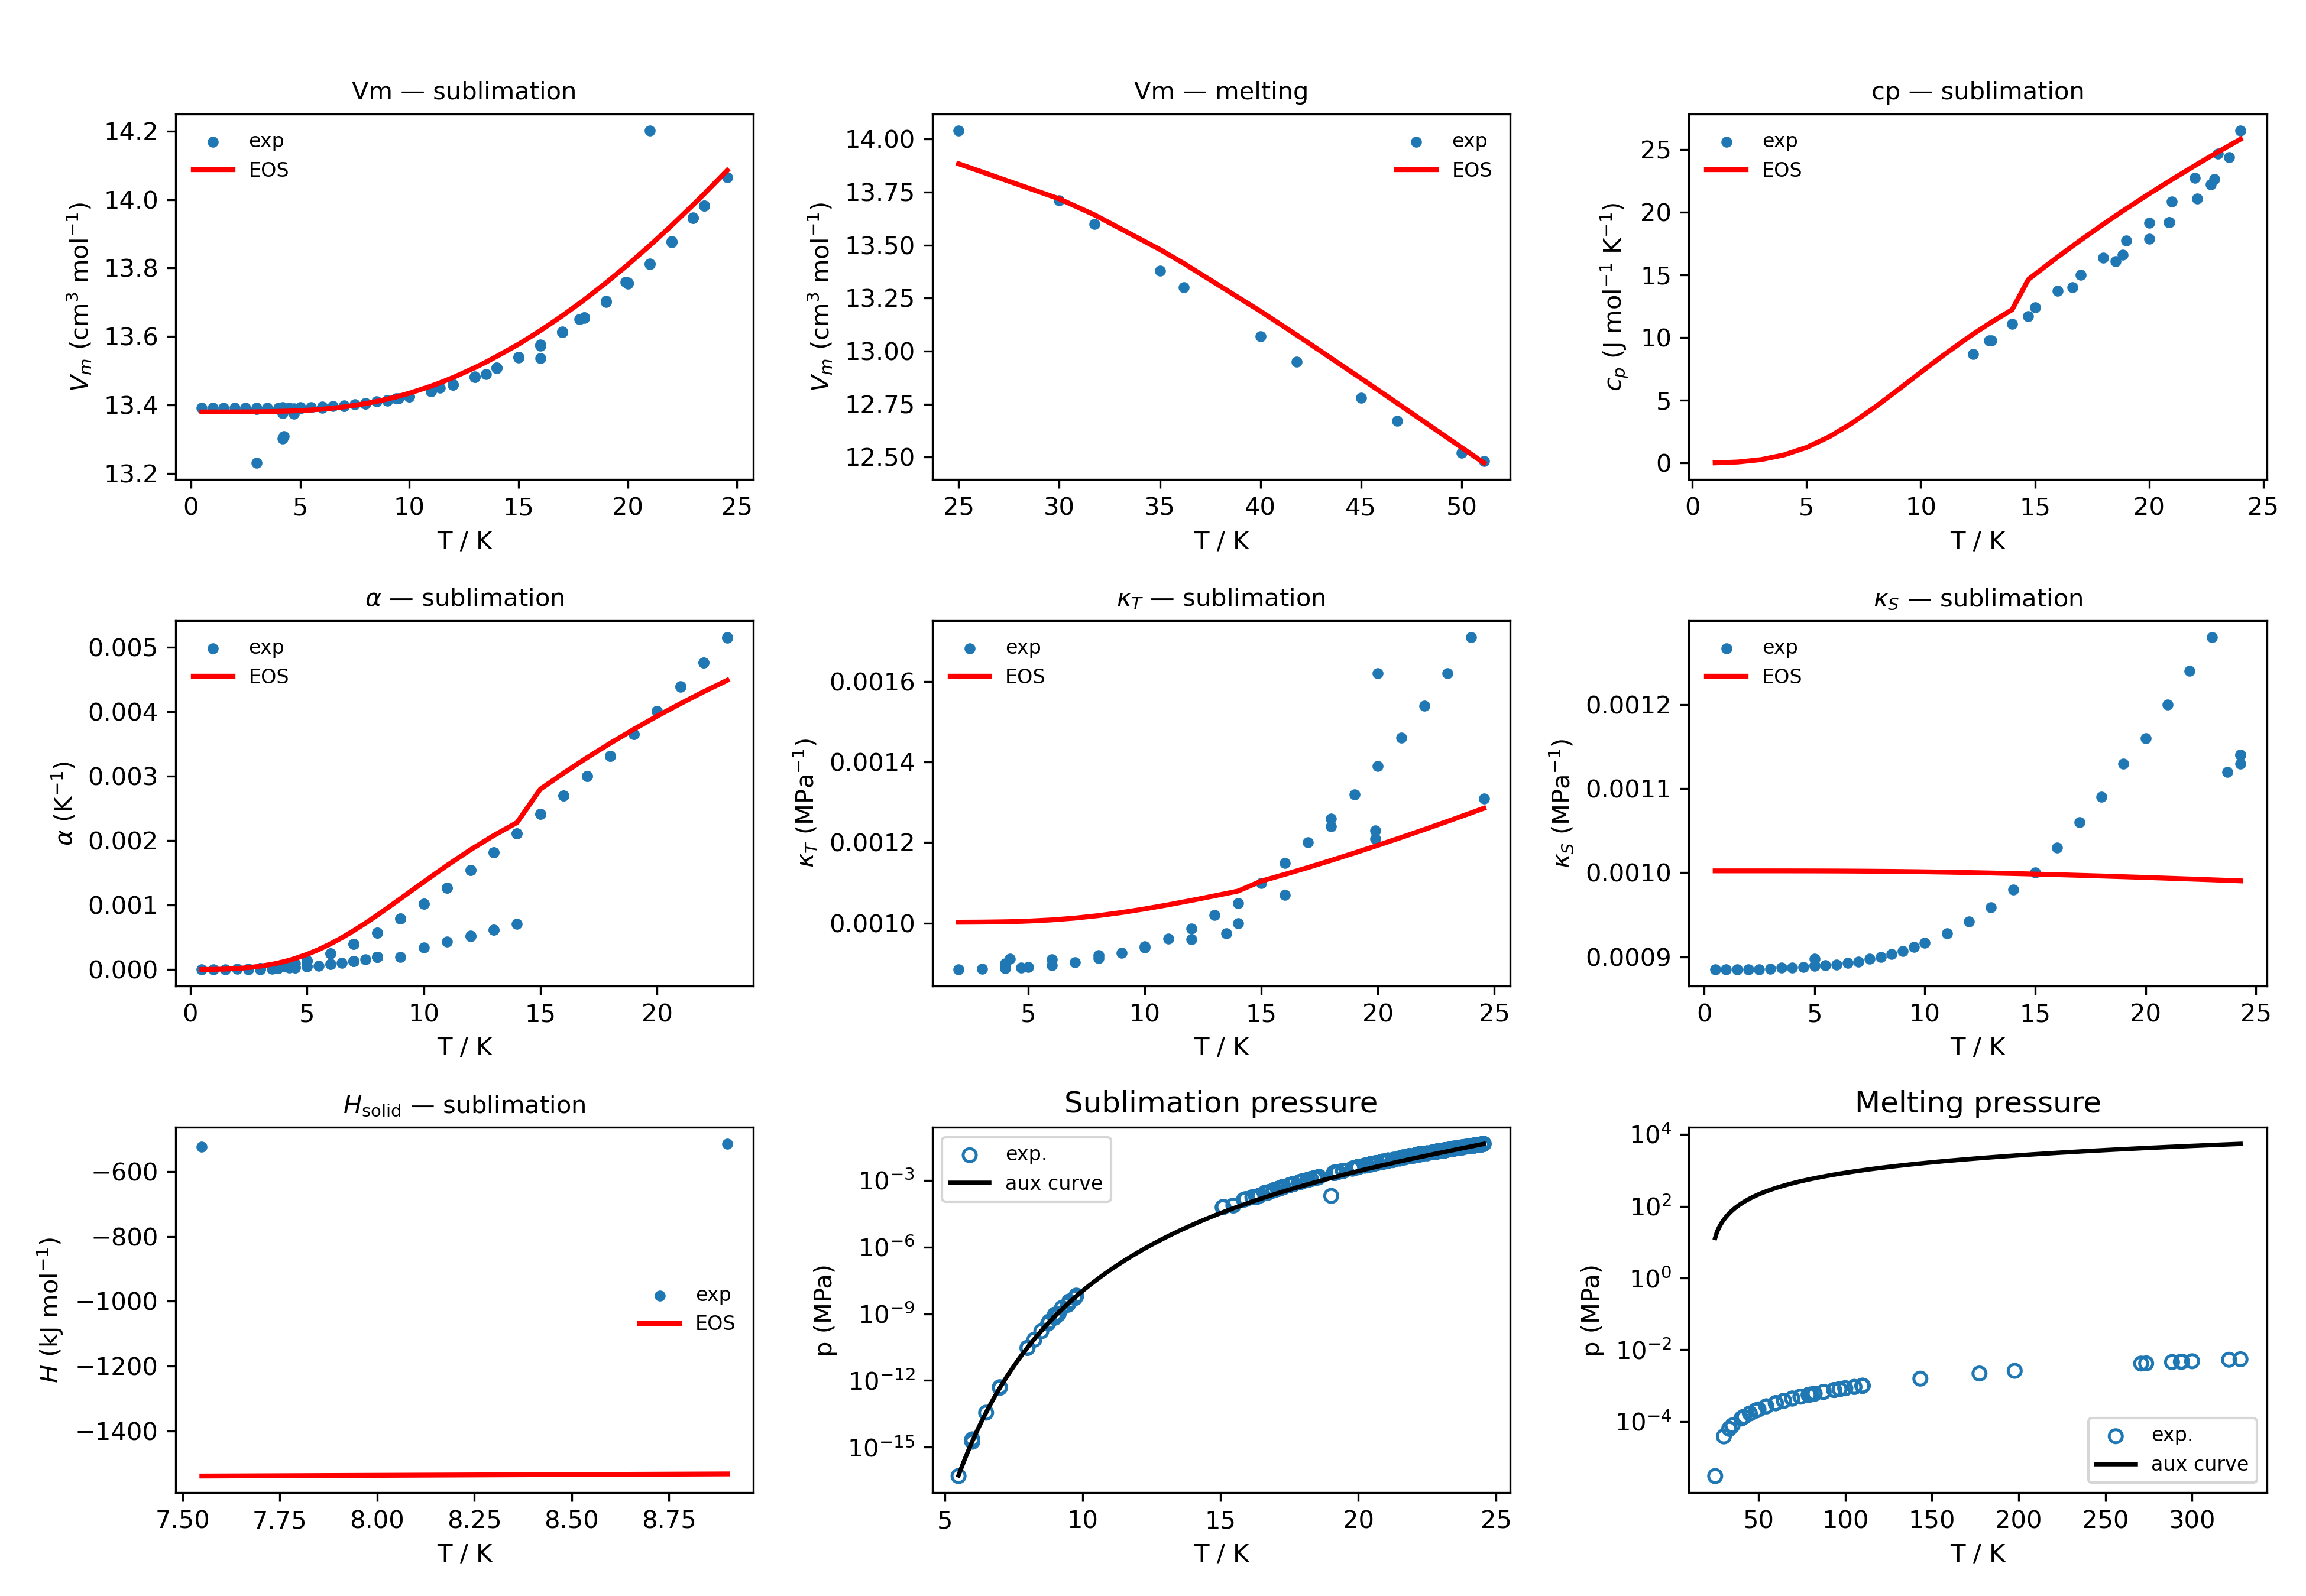 Vm — sublimation
14.2
14.0
13.8
13.6
13.4
13.2
0 5 10 15 20 25
T / K
V_m (cm³ mol⁻¹)
exp
EOS
Vm — melting
14.00
13.75
13.50
13.25
13.00
12.75
12.50
25 30 35 40 45 50
T / K
V_m (cm³ mol⁻¹)
exp
EOS
cp — sublimation
25
20
15
10
5
0
0 5 10 15 20 25
T / K
c_p (J mol⁻¹ K⁻¹)
exp
EOS
α — sublimation
0.005
0.004
0.003
0.002
0.001
0.000
0 5 10 15 20
T / K
α (K⁻¹)
exp
EOS
κ_T — sublimation
0.0016
0.0014
0.0012
0.0010
5 10 15 20 25
T / K
κ_T (MPa⁻¹)
exp
EOS
κ_S — sublimation
0.0012
0.0011
0.0010
0.0009
0 5 10 15 20 25
T / K
κ_S (MPa⁻¹)
exp
EOS
H_solid — sublimation
−600
−800
−1000
−1200
−1400
7.50 7.75 8.00 8.25 8.50 8.75
T / K
H (kJ mol⁻¹)
exp
EOS
Sublimation pressure
10⁻³
10⁻⁶
10⁻⁹
10⁻¹²
10⁻¹⁵
5 10 15 20 25
T / K
p (MPa)
exp.
aux curve
Melting pressure
10⁴
10²
10⁰
10⁻²
10⁻⁴
50 100 150 200 250 300
T / K
p (MPa)
exp.
aux curve